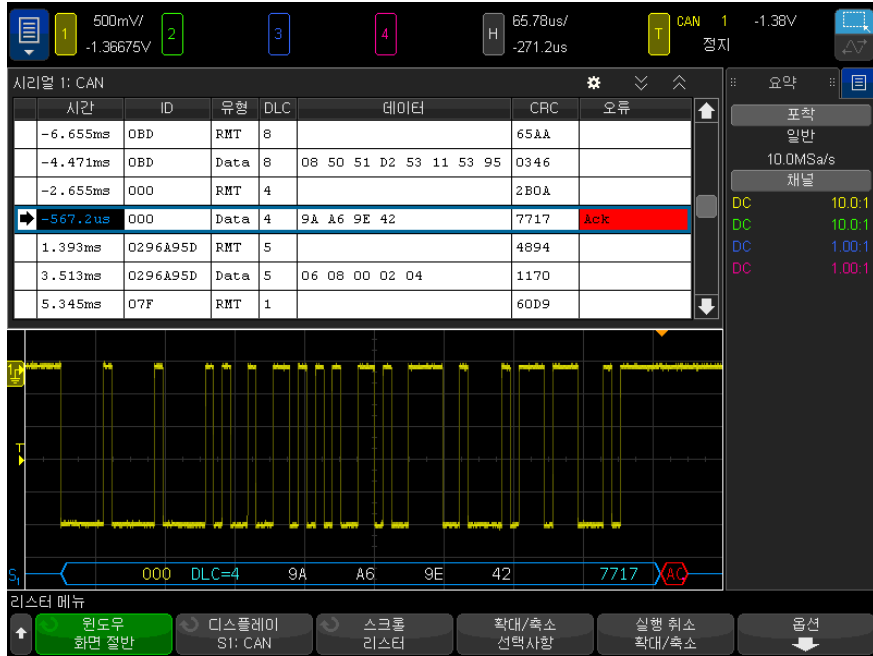 1 500mV/ -1.36675V 2 3 4 H 65.78us/ -271.2us T CAN 1 -1.38V 정지
시리얼 1: CAN
시간 ID 유형 DLC 데이터 CRC 오류
-6.655ms 0BD RMT 8 65AA
-4.471ms 0BD Data 8 08 50 51 D2 53 11 53 95 0346
-2.655ms 000 RMT 4 2B0A
-567.2us 000 Data 4 9A A6 9E 42 7717 Ack
1.393ms 0296A95D RMT 5 4894
3.513ms 0296A95D Data 5 06 08 00 02 04 1170
5.345ms 07F RMT 1 60D9
요약
포착
일반
10.0MSa/s
채널
DC 10.0:1
DC 10.0:1
DC 1.00:1
DC 1.00:1
1
T
S1 000 DLC=4 9A A6 9E 42 7717 AC
리스터 메뉴
윈도우
화면 절반
디스플레이
S1: CAN
스크롤
리스터
확대/축소
선택사항
실행 취소
확대/축소
옵션